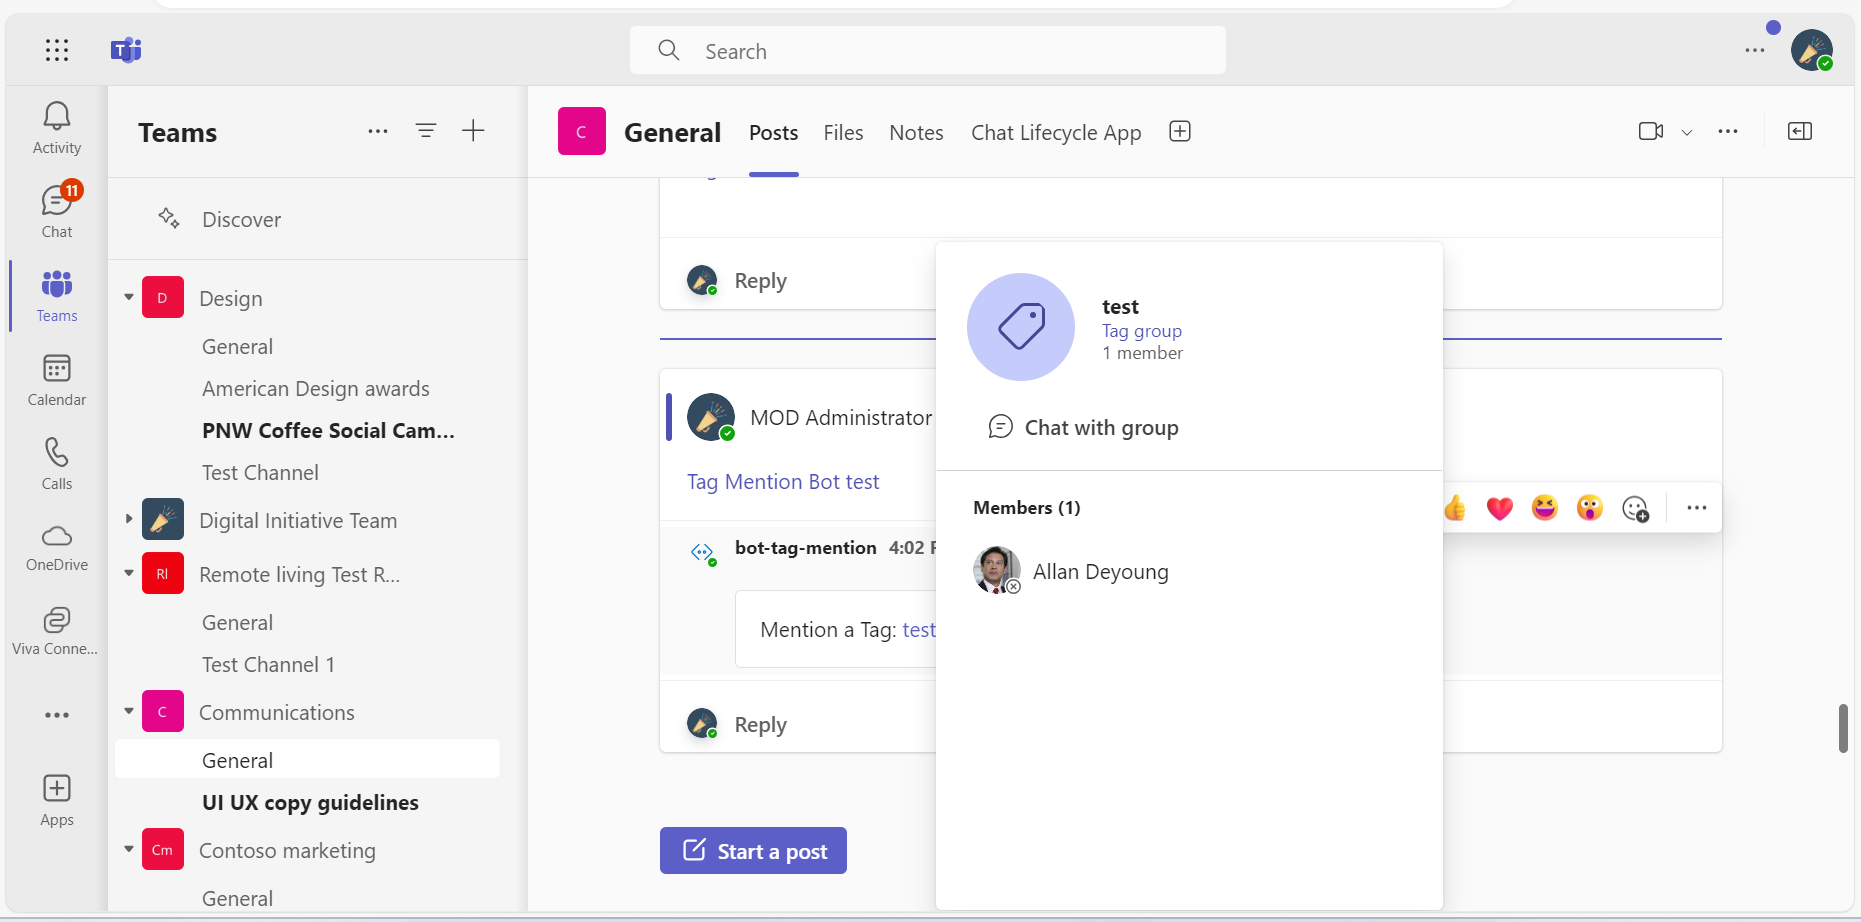 Search
Activity
11
Chat
Teams
Calendar
Calls
OneDrive
Viva Conne...
Apps
Teams
Discover
D
Design
General
American Design awards
PNW Coffee Social Cam...
Test Channel
Digital Initiative Team
RI
Remote living Test R...
General
Test Channel 1
C
Communications
General
UI UX copy guidelines
Cm
Contoso marketing
General
C
General
Posts
Files
Notes
Chat Lifecycle App
Reply
MOD Administrator
Tag Mention Bot test
bot-tag-mention 4:02
Mention a Tag: test
Reply
Start a post
test
Tag group
1 member
Chat with group
Members (1)
Allan Deyoung